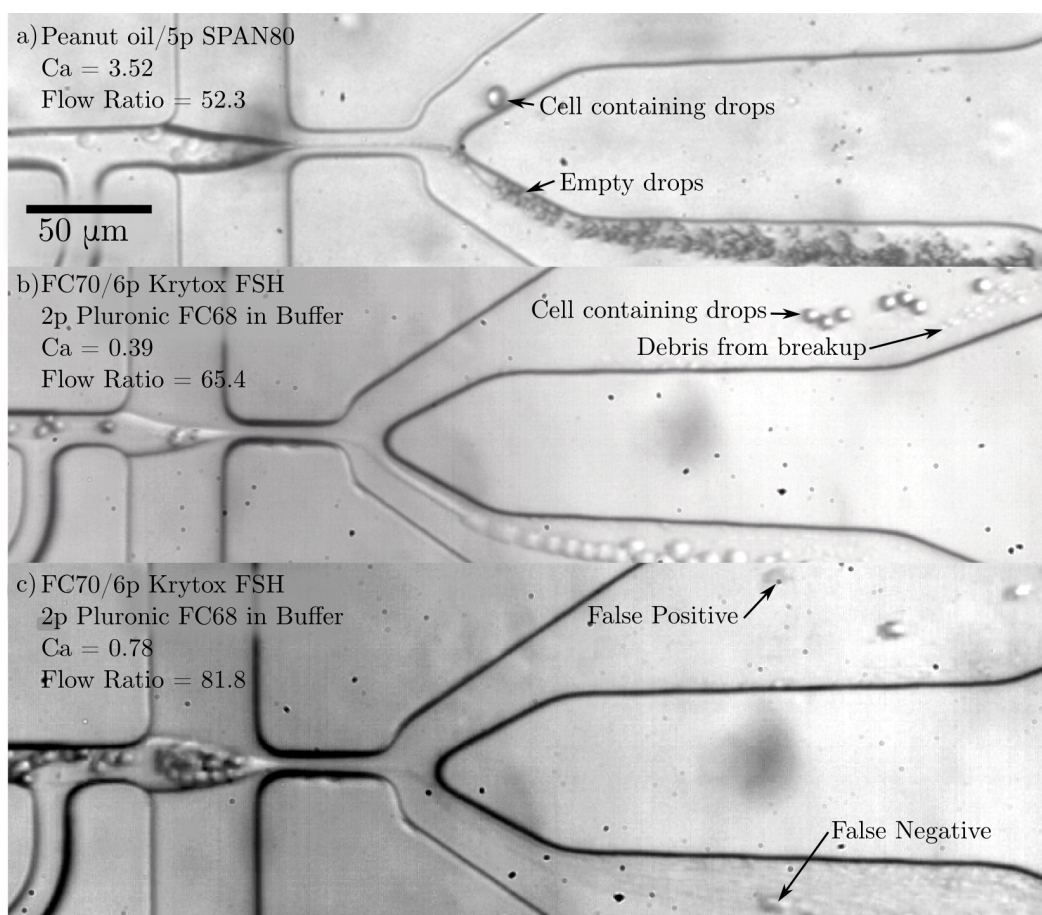 a) Peanut oil/5p SPAN80
Ca = 3.52
Flow Ratio = 52.3
Cell containing drops
Empty drops
50 µm
b) FC70/6p Krytox FSH
2p Pluronic FC68 in Buffer
Ca = 0.39
Flow Ratio = 65.4
Cell containing drops
Debris from breakup
c) FC70/6p Krytox FSH
2p Pluronic FC68 in Buffer
Ca = 0.78
Flow Ratio = 81.8
False Positive
False Negative